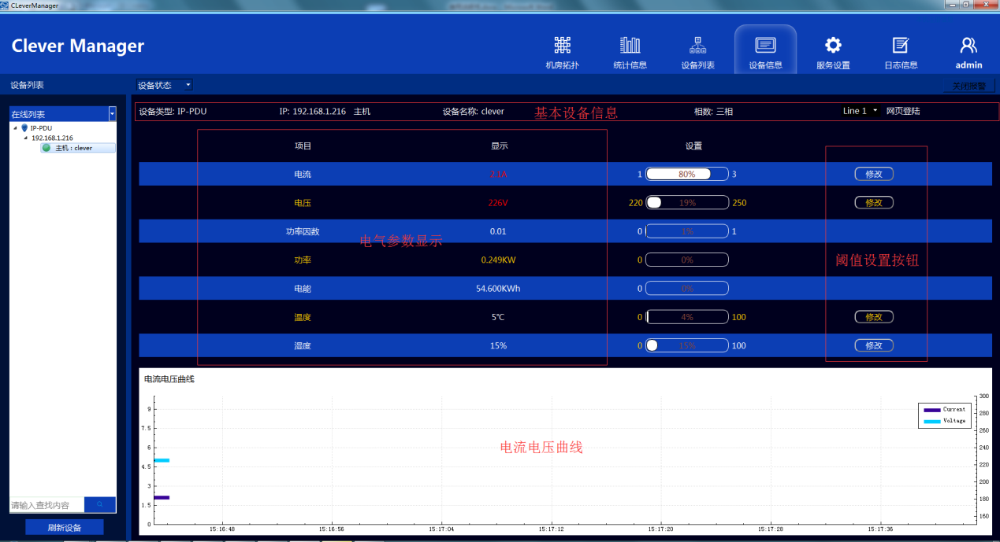 CLeverManager
Clever Manager
机房拓扑 统计信息 设备列表 设备信息 服务设置 日志信息 admin
设备列表 设备状态 关闭报警
在线列表
IP-PDU
192.168.1.216
主机：clever
设备类型: IP-PDU IP: 192.168.1.216 主机 设备名称: clever 基本设备信息 相数: 三相 Line 1 网页登陆
项目 显示 设置
电流 2.1A 1 80% 3 修改
电压 226V 220 19% 250 修改
功率因数 0.01 0 1% 1
电气参数显示
功率 0.249KW 0 0%
阈值设置按钮
电能 54.600KWh 0 0%
温度 5℃ 0 4% 100 修改
湿度 15% 0 15% 100 修改
电流电压曲线
9
7.5
6
4.5
3
1.5
0
300
280
260
240
220
200
180
160
Current
Voltage
电流电压曲线
15:16:48 15:16:56 15:17:04 15:17:12 15:17:20 15:17:28 15:17:36
请输入查找内容
刷新设备